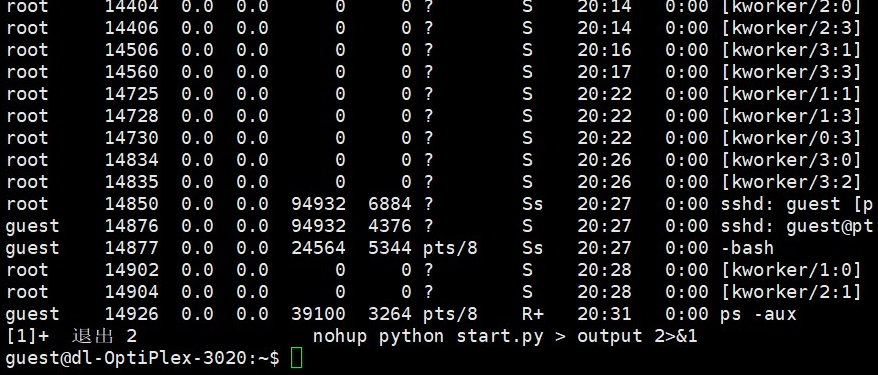 root 14404 0.0 0.0 0 0 ? S 20:14 0:00 [kworker/2:0]
root 14406 0.0 0.0 0 0 ? S 20:14 0:00 [kworker/2:3]
root 14506 0.0 0.0 0 0 ? S 20:16 0:00 [kworker/3:1]
root 14560 0.0 0.0 0 0 ? S 20:17 0:00 [kworker/3:3]
root 14725 0.0 0.0 0 0 ? S 20:22 0:00 [kworker/1:1]
root 14728 0.0 0.0 0 0 ? S 20:22 0:00 [kworker/1:3]
root 14730 0.0 0.0 0 0 ? S 20:22 0:00 [kworker/0:3]
root 14834 0.0 0.0 0 0 ? S 20:26 0:00 [kworker/3:0]
root 14835 0.0 0.0 0 0 ? S 20:26 0:00 [kworker/3:2]
root 14850 0.0 0.0 94932 6884 ? Ss 20:27 0:00 sshd: guest [p
guest 14876 0.0 0.0 94932 4376 ? S 20:27 0:00 sshd: guest@pt
guest 14877 0.0 0.0 24564 5344 pts/8 Ss 20:27 0:00 -bash
root 14902 0.0 0.0 0 0 ? S 20:28 0:00 [kworker/1:0]
root 14904 0.0 0.0 0 0 ? S 20:28 0:00 [kworker/2:1]
guest 14926 0.0 0.0 39100 3264 pts/8 R+ 20:31 0:00 ps -aux
[1]+ 退出 2 nohup python start.py > output 2>&1
guest@dl-OptiPlex-3020:~$